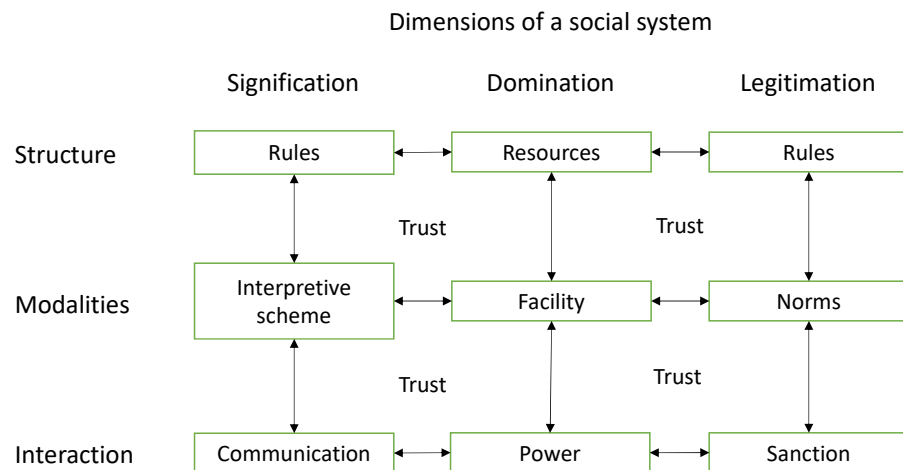 Dimensions of a social system
Signification Domination Legitimation
Structure Rules Resources Rules
Trust Trust
Modalities Interpretive scheme Facility Norms
Trust Trust
Interaction Communication Power Sanction